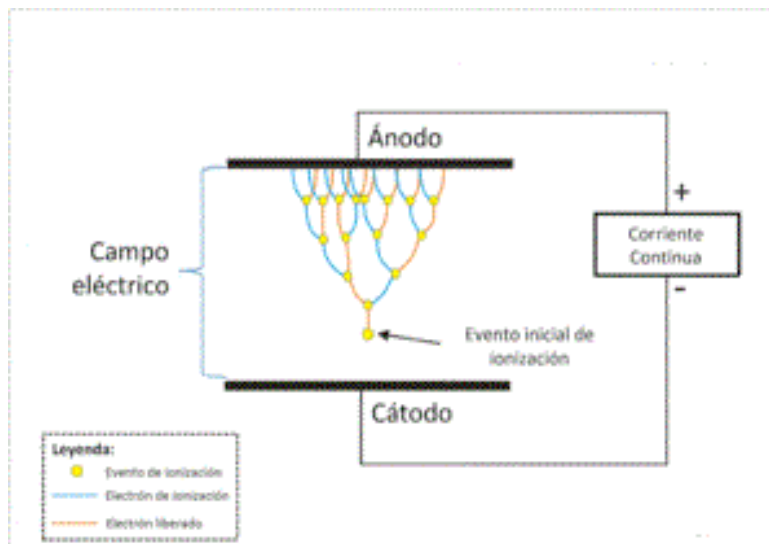 Ánodo
+
Corriente
Continua
-
Campo
eléctrico
Evento inicial de
ionización
Cátodo
Leyenda:
Evento de ionización
Electrón de ionización
Electrón liberado